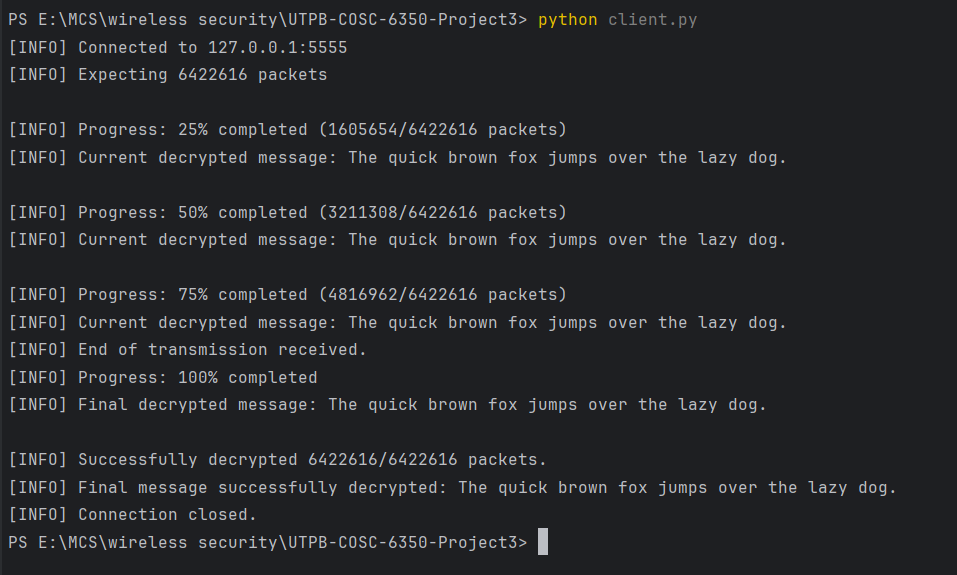 PS E:\MCS\wireless security\UTPB-COSC-6350-Project3> python client.py
[INFO] Connected to 127.0.0.1:5555
[INFO] Expecting 6422616 packets
[INFO] Progress: 25% completed (1605654/6422616 packets)
[INFO] Current decrypted message: The quick brown fox jumps over the lazy dog.
[INFO] Progress: 50% completed (3211308/6422616 packets)
[INFO] Current decrypted message: The quick brown fox jumps over the lazy dog.
[INFO] Progress: 75% completed (4816962/6422616 packets)
[INFO] Current decrypted message: The quick brown fox jumps over the lazy dog.
[INFO] End of transmission received.
[INFO] Progress: 100% completed
[INFO] Final decrypted message: The quick brown fox jumps over the lazy dog.
[INFO] Successfully decrypted 6422616/6422616 packets.
[INFO] Final message successfully decrypted: The quick brown fox jumps over the lazy dog.
[INFO] Connection closed.
PS E:\MCS\wireless security\UTPB-COSC-6350-Project3>